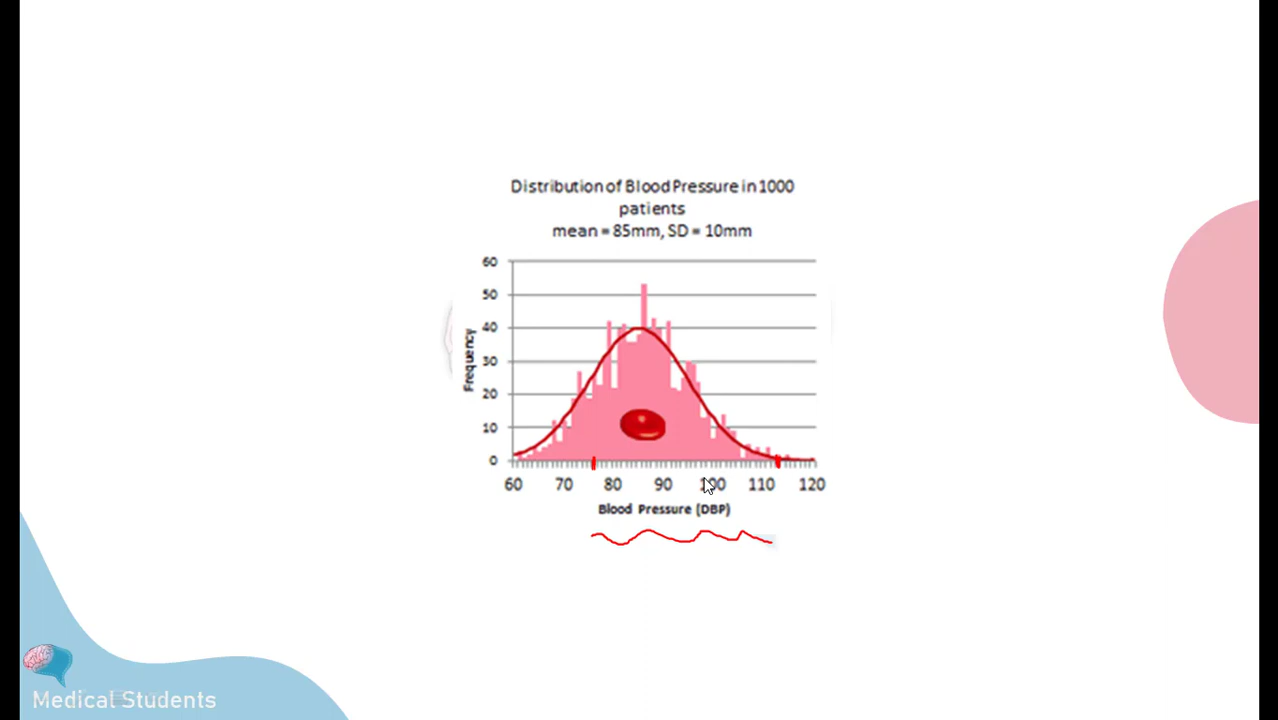 Distribution of Blood Pressure in 1000
patients
mean = 85mm, SD = 10mm
60
50
40
30
20
10
0
Frequency
60 70 80 90 100 110 120
Blood Pressure (DBP)
Medical Students